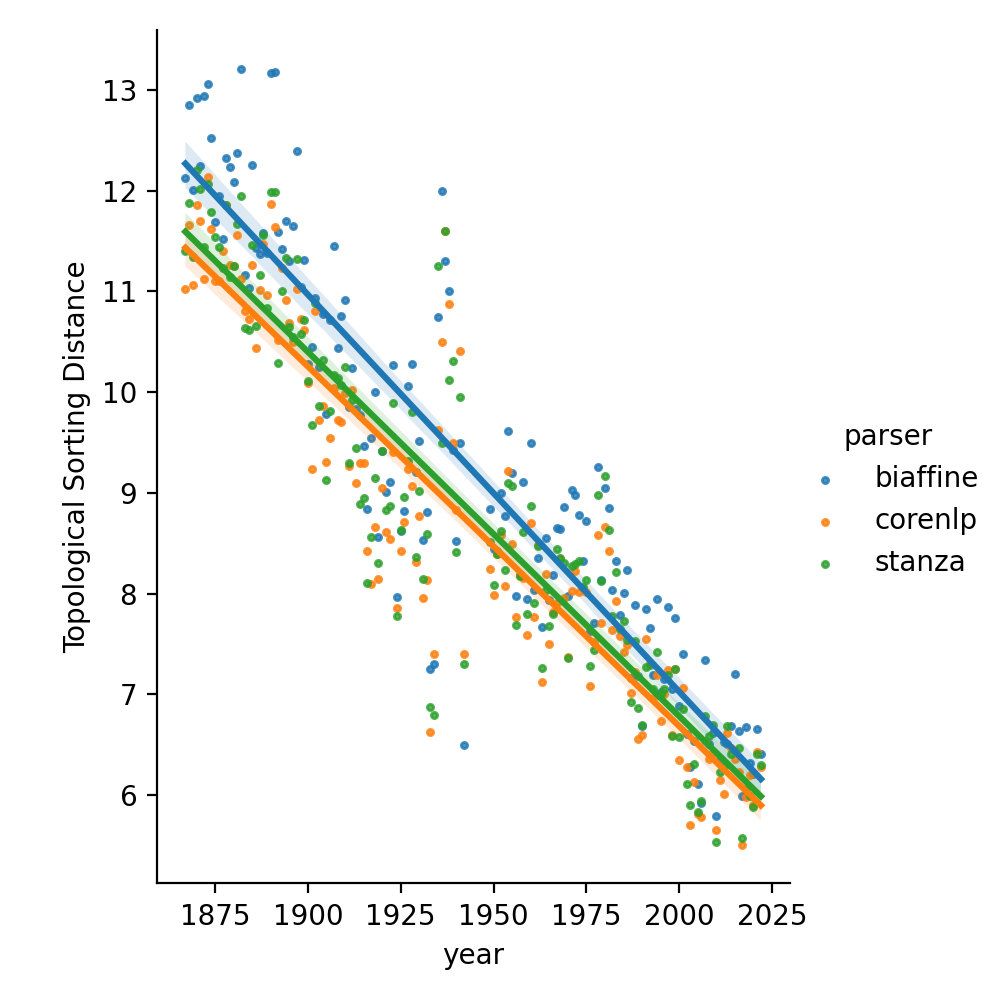 13
12
11
10
9
8
7
6
Topological Sorting Distance
1875 1900 1925 1950 1975 2000 2025
year
parser
biaffine
corenlp
stanza